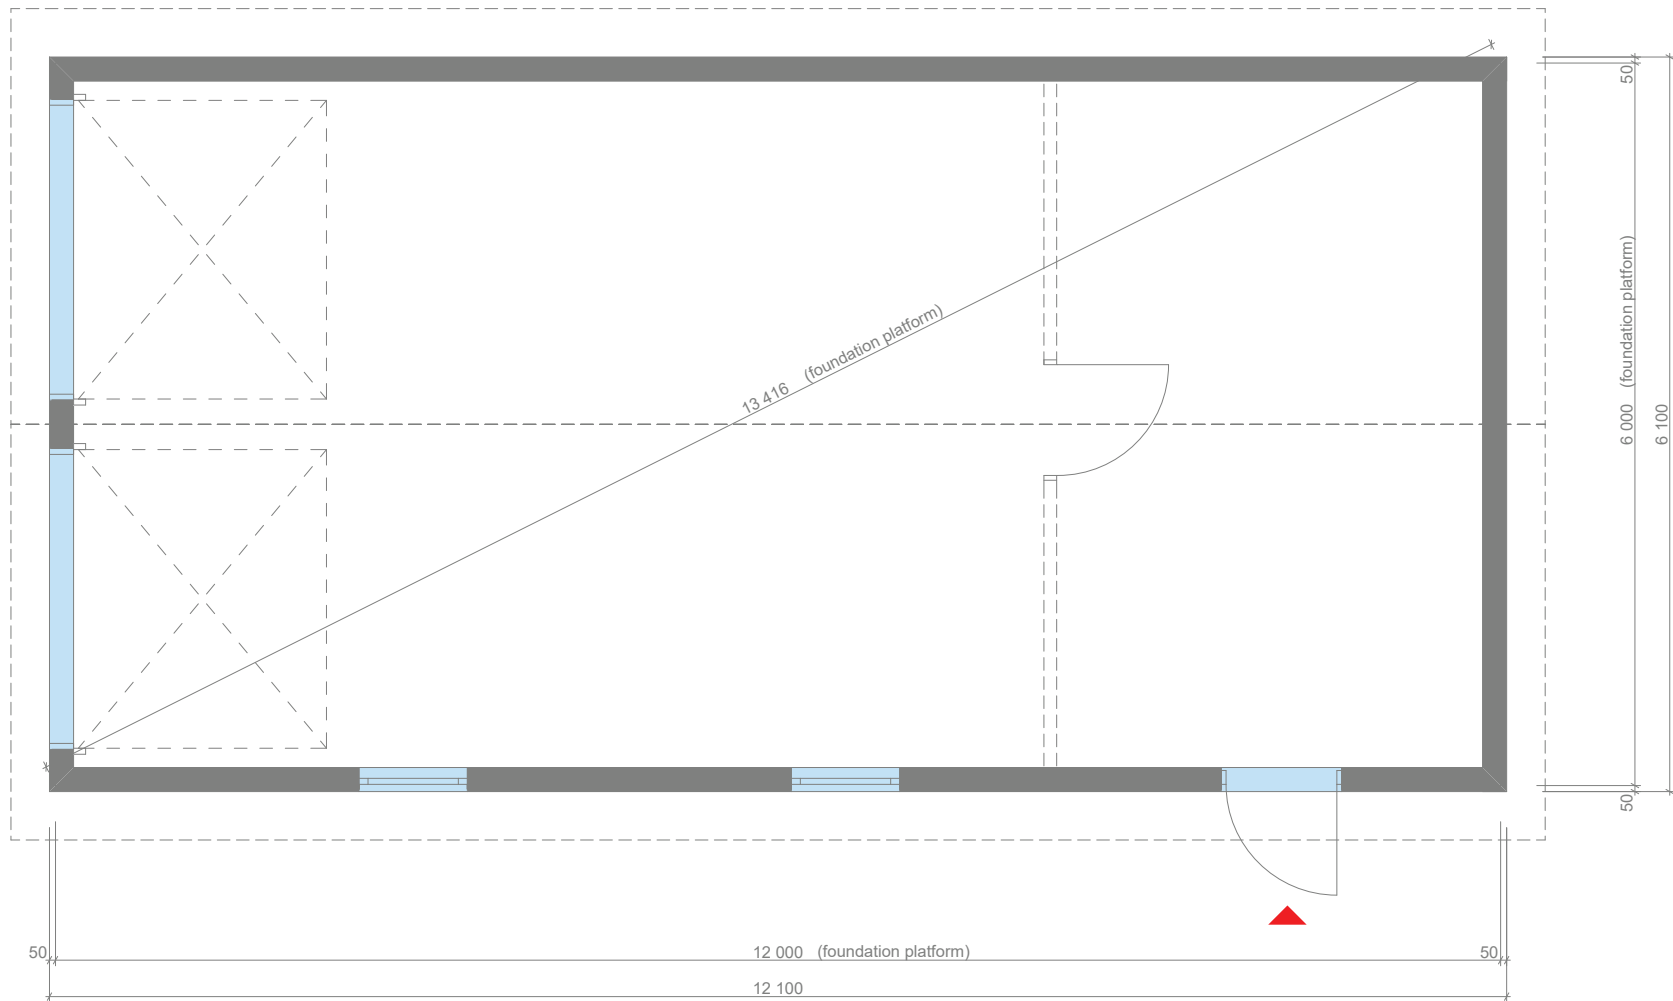 50
6 000 (foundation platform)
6 100
13 416 (foundation platform)
50
50
12 000 (foundation platform)
50
12 100